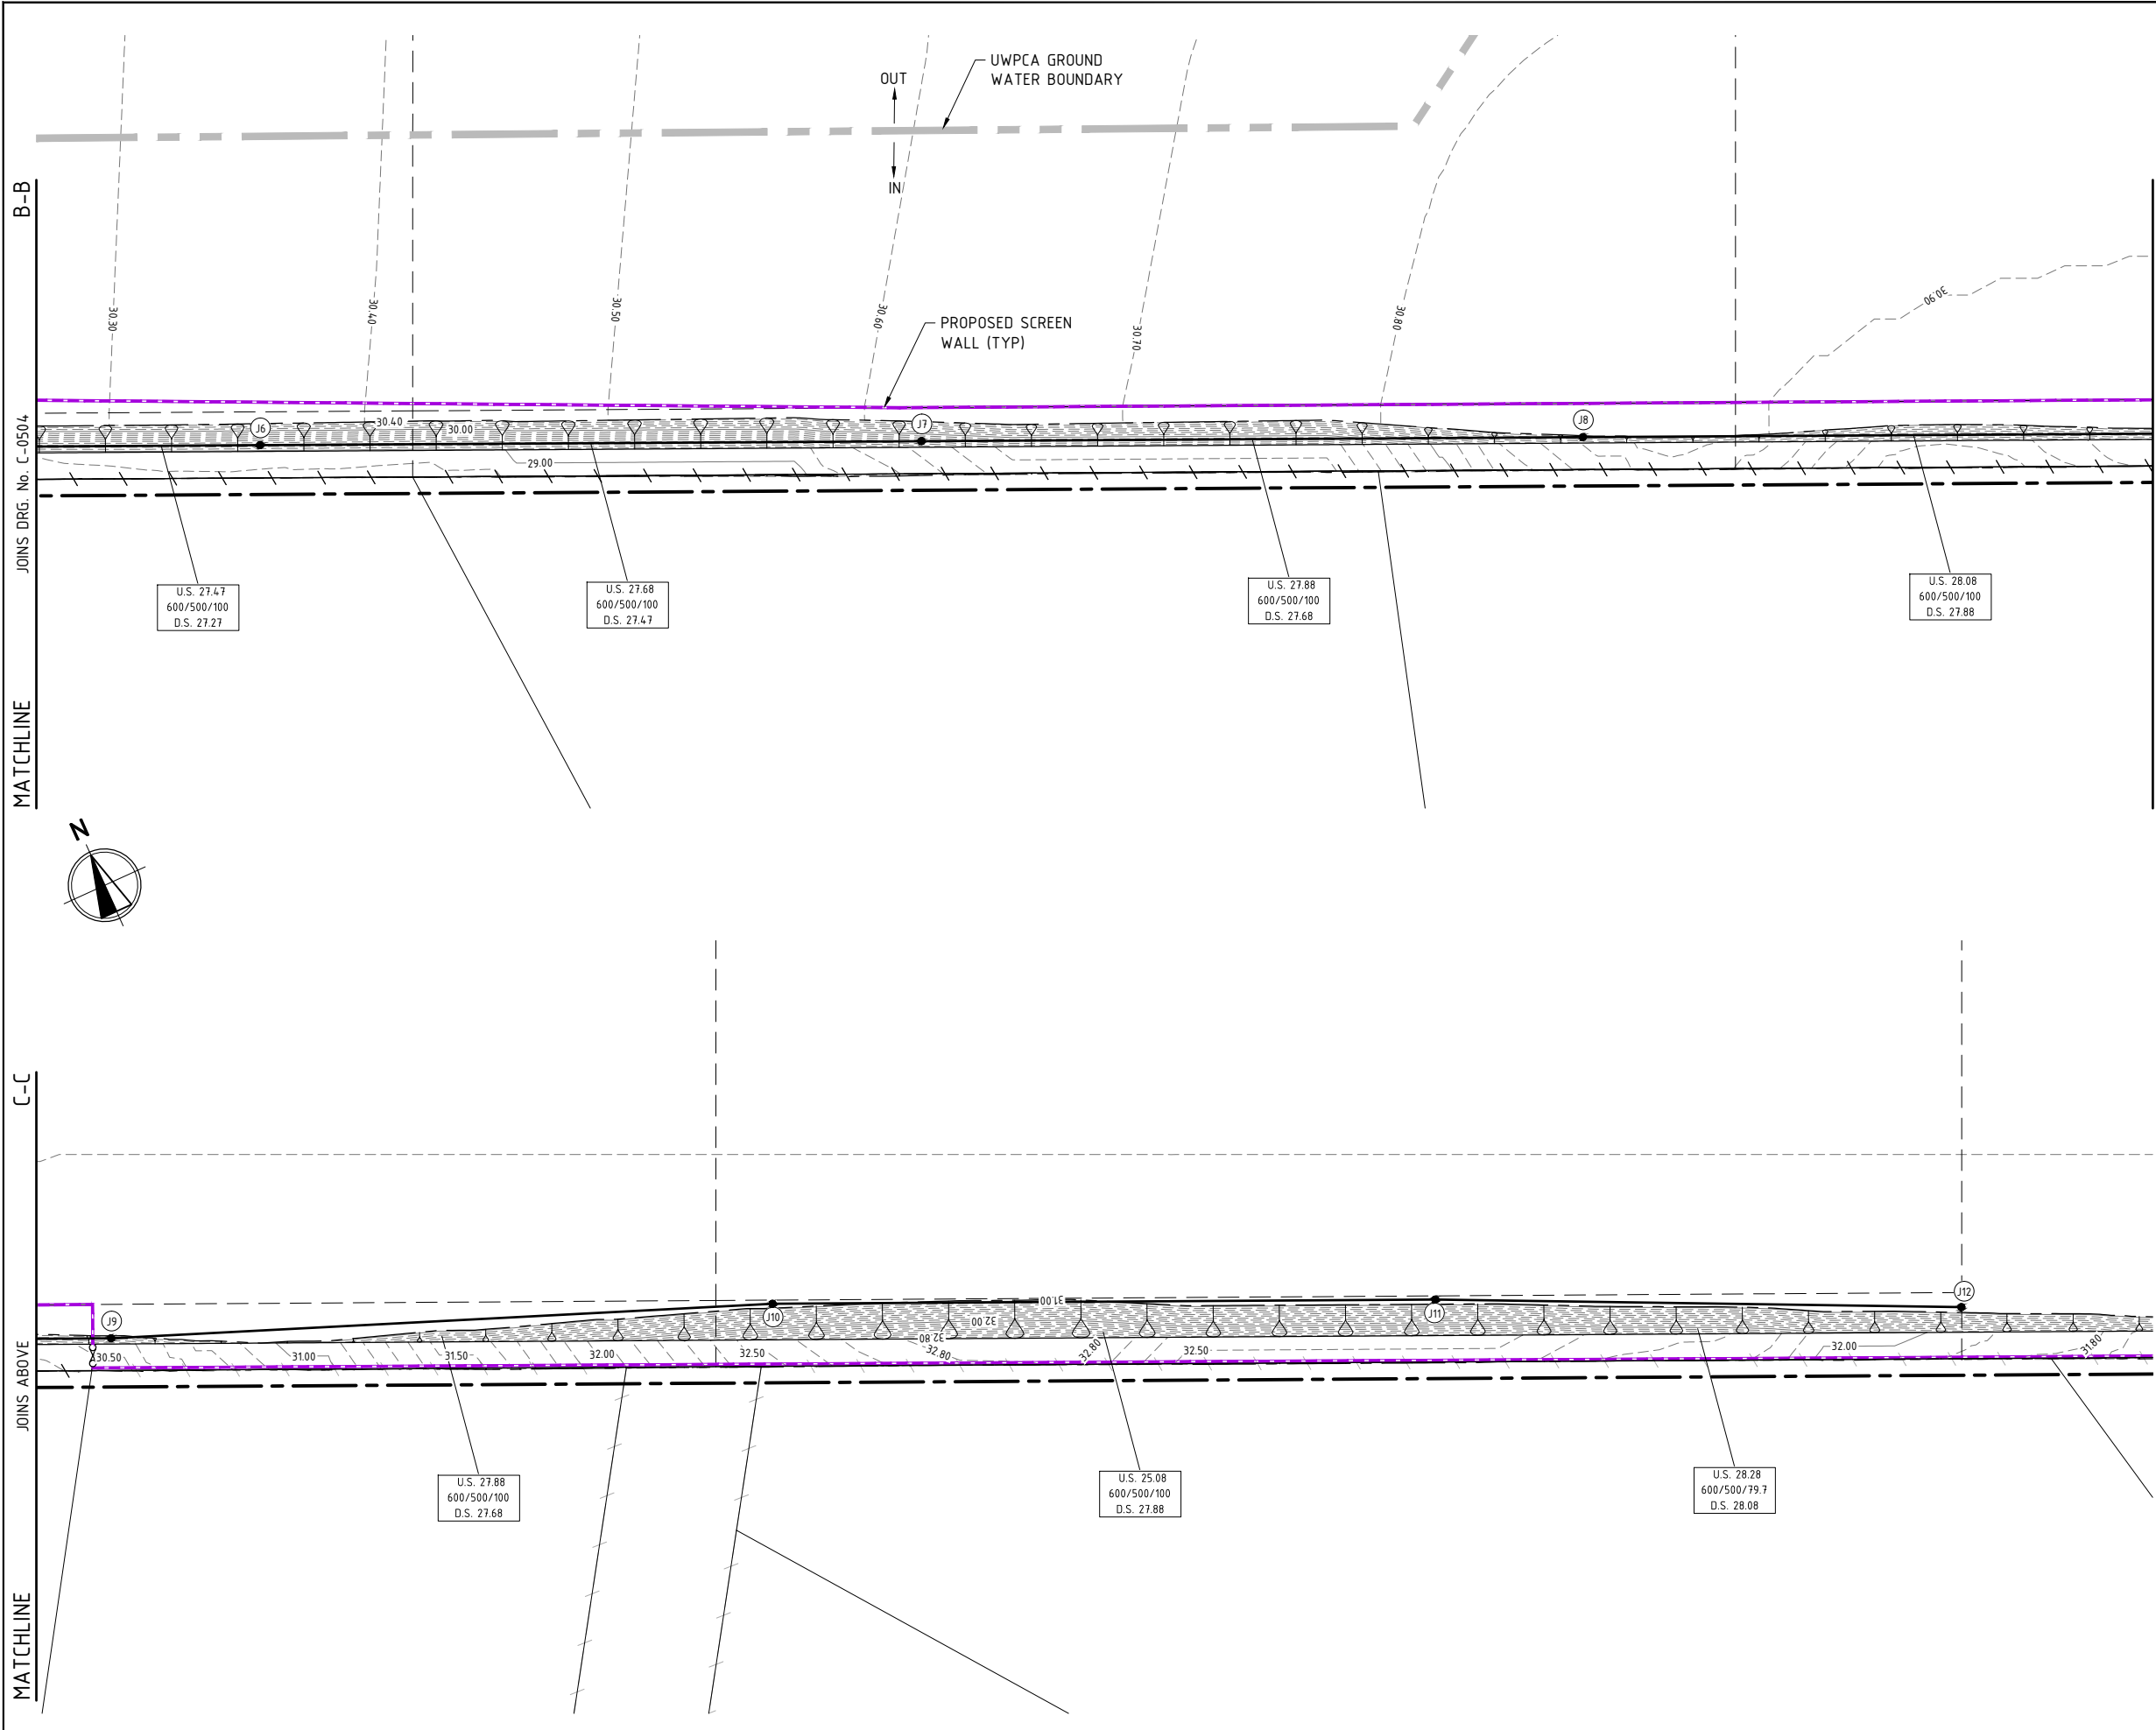 B-B
JOINS DRG. No. C-0504
MATCHLINE
UWPCA GROUND
WATER BOUNDARY
OUT
IN
PROPOSED SCREEN
WALL (TYP)
30.30
30.40
30.50
30.60
30.70
30.80
30.90
J6
30.40
30.00
29.00
J7
J8
U.S. 27.47
600/500/100
D.S. 27.27
U.S. 27.68
600/500/100
D.S. 27.47
U.S. 27.88
600/500/100
D.S. 27.68
U.S. 28.08
600/500/100
D.S. 27.88
N
C-C
JOINS ABOVE
MATCHLINE
J9
30.50
31.00
31.50
32.00
32.50
J10
31.00
32.00
32.80
32.80
32.80
32.50
J11
J12
32.00
31.80
U.S. 27.88
600/500/100
D.S. 27.68
U.S. 25.08
600/500/100
D.S. 27.88
U.S. 28.28
600/500/79.7
D.S. 28.08